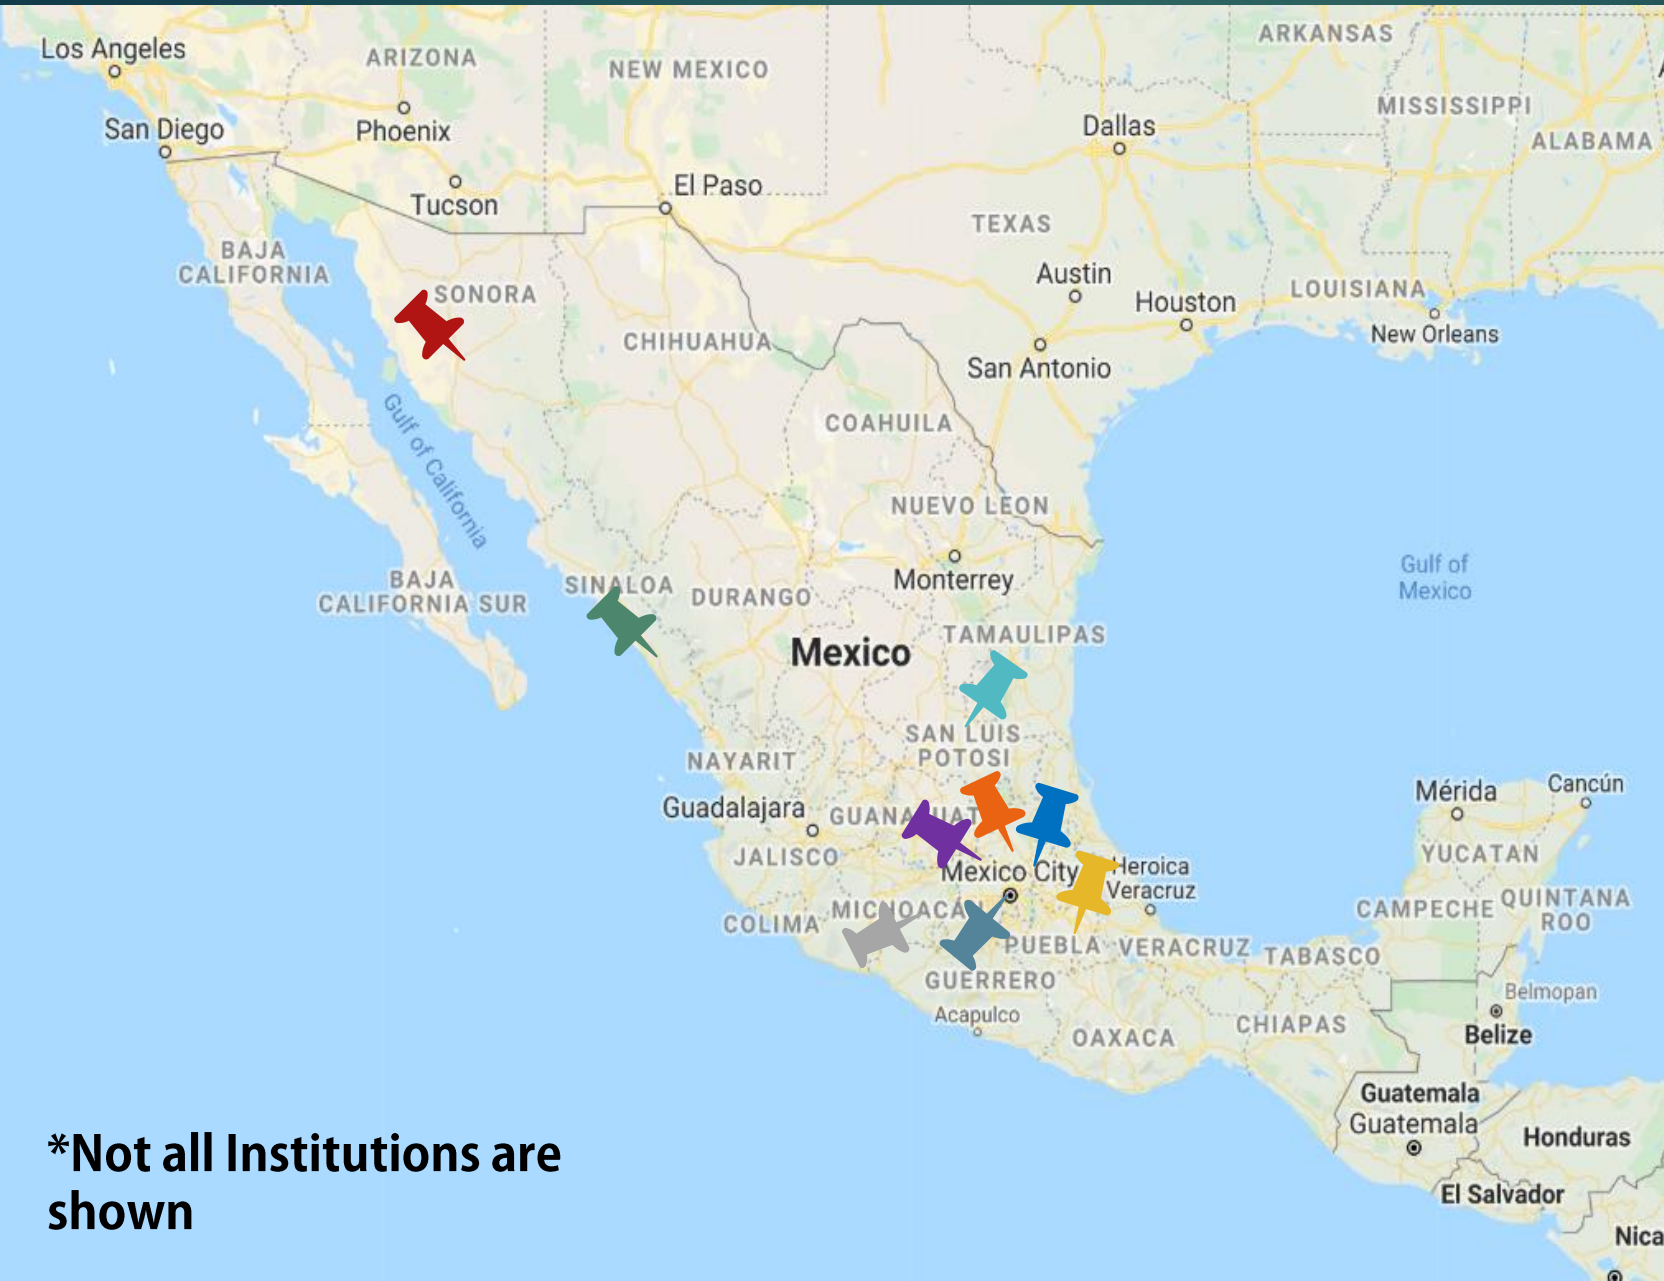 Los Angeles
ARIZONA
NEW MEXICO
ARKANSAS
MISSISSIPPI
ALABAMA
San Diego
Phoenix
Dallas
Tucson
El Paso
TEXAS
BAJA
CALIFORNIA
SONORA
Austin
Houston
LOUISIANA
New Orleans
CHIHUAHUA
San Antonio
Gulf of California
COAHUILA
NUEVO LEON
Monterrey
Gulf of
Mexico
BAJA
CALIFORNIA SUR
SINALOA
DURANGO
TAMAULIPAS
Mexico
SAN LUIS
POTOSI
NAYARIT
Guadalajara
Mérida
Cancún
JALISCO
YUCATAN
Mexico City
Heroica
Veracruz
QUINTANA
ROO
CAMPECHE
COLIMA
PUEBLA
VERACRUZ
TABASCO
GUERRERO
Acapulco
OAXACA
CHIAPAS
Belmopan
Belize
Guatemala
Guatemala
Honduras
El Salvador
Nica
*Not all Institutions are
shown